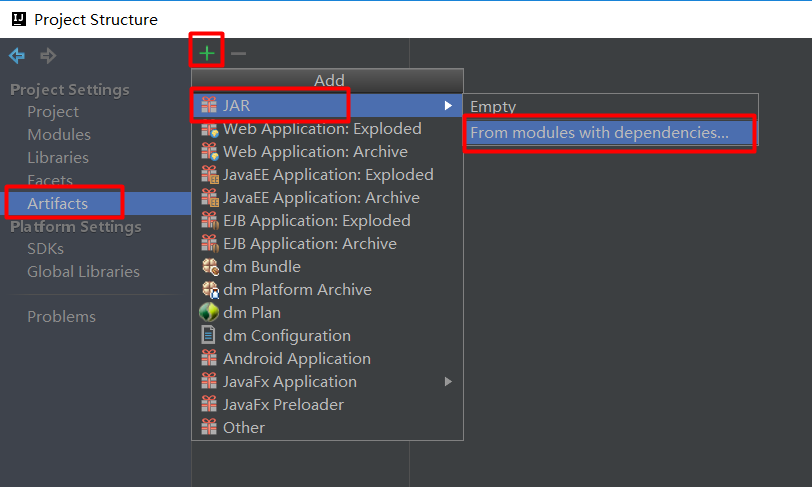 IJ Project Structure
Project Settings
Project
Modules
Libraries
Facets
Artifacts
Platform Settings
SDKs
Global Libraries
Problems
Add
JAR
Web Application: Exploded
Web Application: Archive
JavaEE Application: Exploded
JavaEE Application: Archive
EJB Application: Exploded
EJB Application: Archive
dm Bundle
dm Platform Archive
dm Plan
dm Configuration
Android Application
JavaFx Application
JavaFx Preloader
Other
Empty
From modules with dependencies...